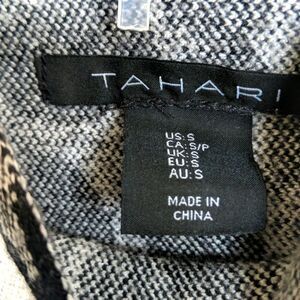 TAHARI
US: S
CA: S/P
UK: S
EU: S
AU: S
MADE IN
CHINA